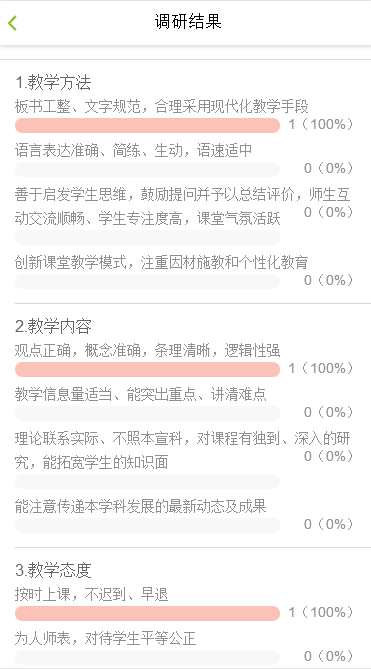 调研结果
1.教学方法
板书工整、文字规范，合理采用现代化教学手段
1（100%）
语言表达准确、简练、生动，语速适中
0（0%）
善于启发学生思维，鼓励提问并予以总结评价，师生互
动交流顺畅、学生专注度高，课堂气氛活跃
0（0%）
创新课堂教学模式，注重因材施教和个性化教育
0（0%）
2.教学内容
观点正确，概念准确，条理清晰，逻辑性强
1（100%）
教学信息量适当、能突出重点、讲清难点
0（0%）
理论联系实际、不照本宣科，对课程有独到、深入的研
究，能拓宽学生的知识面
0（0%）
能注意传递本学科发展的最新动态及成果
0（0%）
3.教学态度
按时上课，不迟到、早退
1（100%）
为人师表，对待学生平等公正
0（0%）